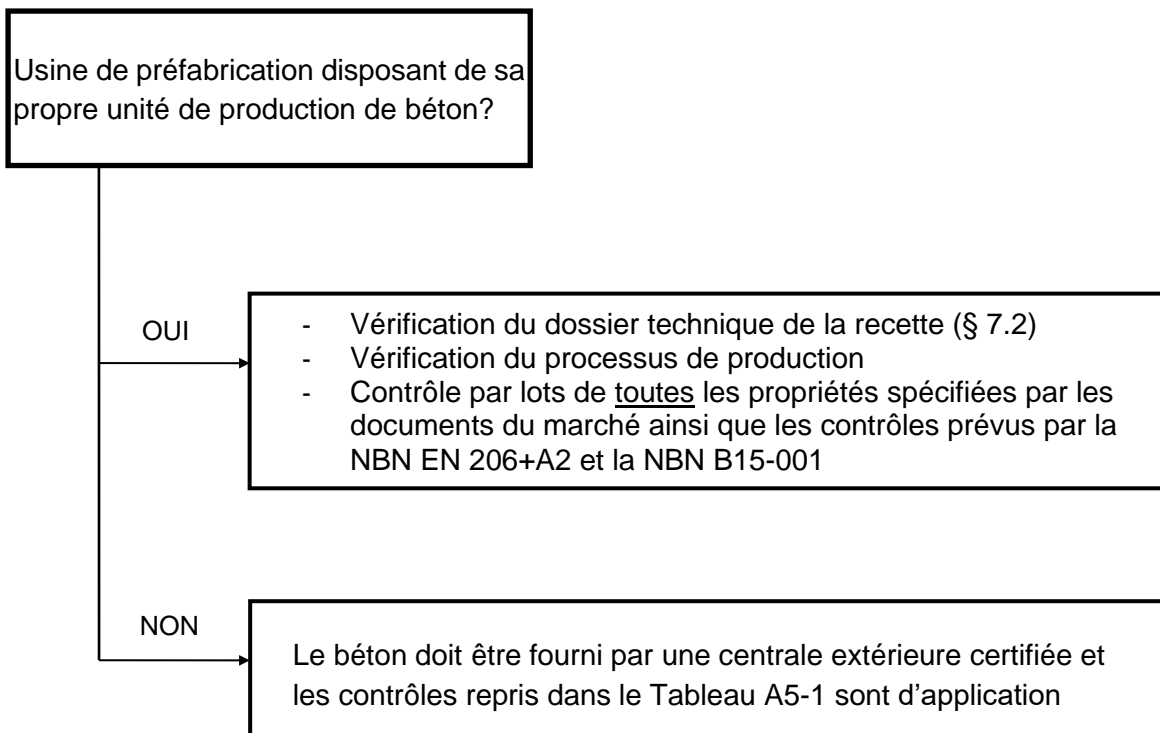 Usine de préfabrication disposant de sa
propre unité de production de béton?
OUI
- Vérification du dossier technique de la recette (§ 7.2)
- Vérification du processus de production
- Contrôle par lots de toutes les propriétés spécifiées par les
documents du marché ainsi que les contrôles prévus par la
NBN EN 206+A2 et la NBN B15-001
NON
Le béton doit être fourni par une centrale extérieure certifiée et
les contrôles repris dans le Tableau A5-1 sont d’application